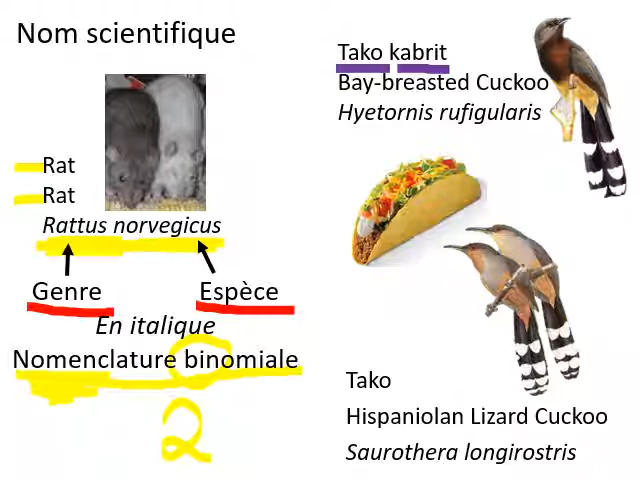 Nom scientifique
Rat
Rat
Rattus norvegicus
Genre Espèce
En italique
Nomenclature binomiale
2
Tako kabrit
Bay-breasted Cuckoo
Hyetornis rufigularis
Tako
Hispaniolan Lizard Cuckoo
Saurothera longirostris